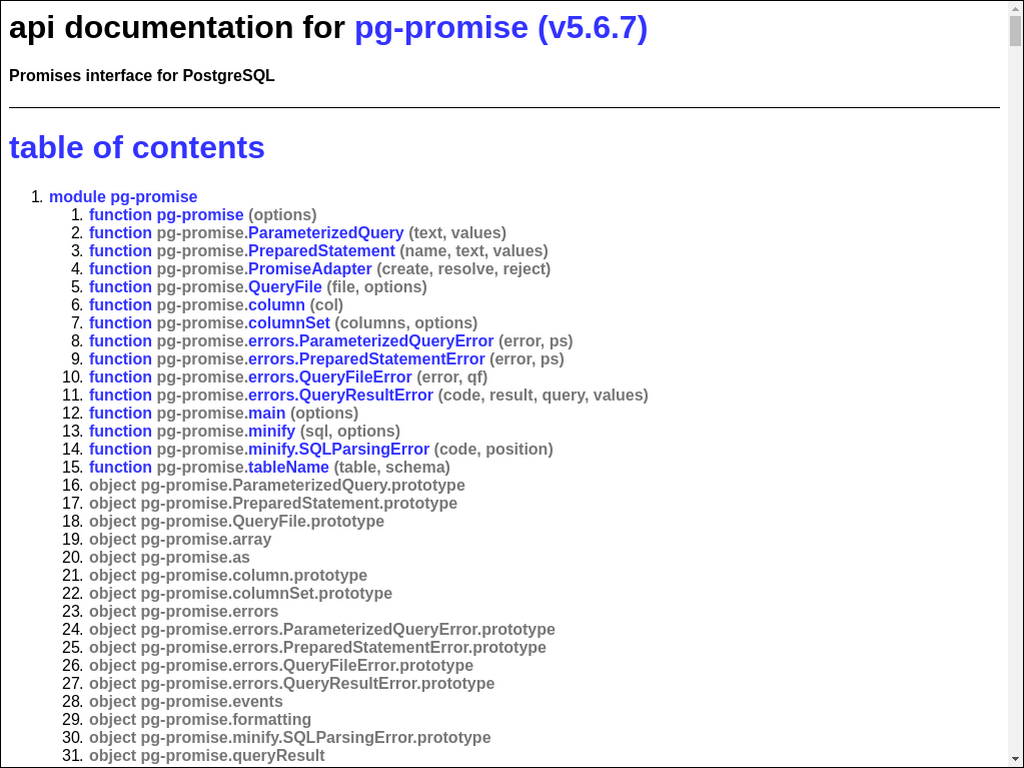 api documentation for pg-promise (v5.6.7)
Promises interface for PostgreSQL
table of contents
1. module pg-promise
1. function pg-promise (options)
2. function pg-promise.ParameterizedQuery (text, values)
3. function pg-promise.PreparedStatement (name, text, values)
4. function pg-promise.PromiseAdapter (create, resolve, reject)
5. function pg-promise.QueryFile (file, options)
6. function pg-promise.column (col)
7. function pg-promise.columnSet (columns, options)
8. function pg-promise.errors.ParameterizedQueryError (error, ps)
9. function pg-promise.errors.PreparedStatementError (error, ps)
10. function pg-promise.errors.QueryFileError (error, qf)
11. function pg-promise.errors.QueryResultError (code, result, query, values)
12. function pg-promise.main (options)
13. function pg-promise.minify (sql, options)
14. function pg-promise.minify.SQLParsingError (code, position)
15. function pg-promise.tableName (table, schema)
16. object pg-promise.ParameterizedQuery.prototype
17. object pg-promise.PreparedStatement.prototype
18. object pg-promise.QueryFile.prototype
19. object pg-promise.array
20. object pg-promise.as
21. object pg-promise.column.prototype
22. object pg-promise.columnSet.prototype
23. object pg-promise.errors
24. object pg-promise.errors.ParameterizedQueryError.prototype
25. object pg-promise.errors.PreparedStatementError.prototype
26. object pg-promise.errors.QueryFileError.prototype
27. object pg-promise.errors.QueryResultError.prototype
28. object pg-promise.events
29. object pg-promise.formatting
30. object pg-promise.minify.SQLParsingError.prototype
31. object pg-promise.queryResult